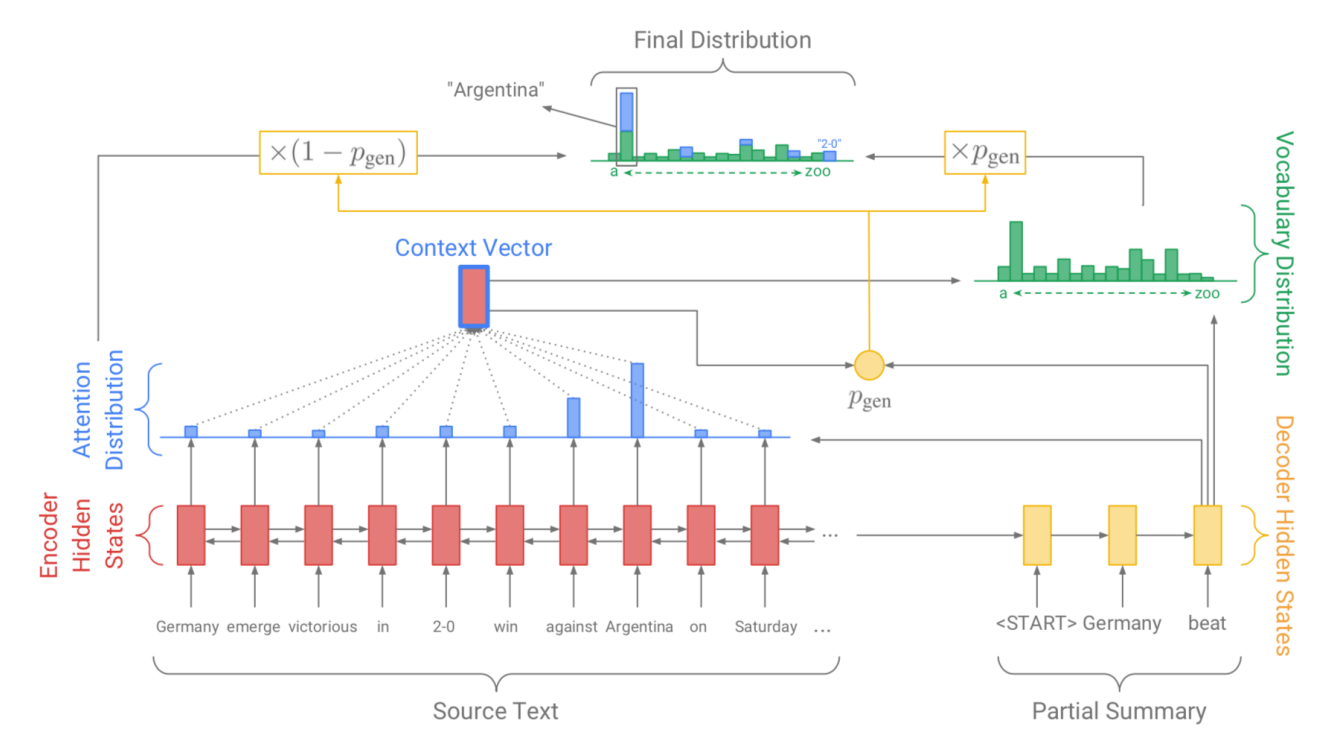 Final Distribution
"Argentina"
×(1 − p_gen)
"2-0"
×p_gen
a
zoo
Context Vector
a
zoo
Vocabulary Distribution
Attention
Distribution
p_gen
Encoder
Hidden
States
Decoder Hidden States
...
Germany emerge victorious in 2-0 win against Argentina on Saturday ...
<START> Germany beat
Source Text
Partial Summary